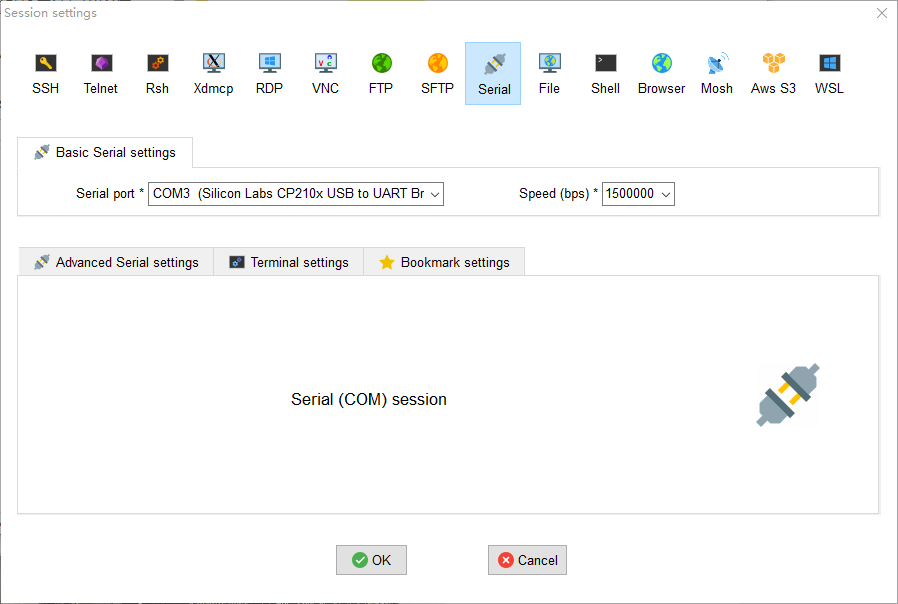 Session settings
SSH Telnet Rsh Xdmcp RDP VNC FTP SFTP Serial File Shell Browser Mosh Aws S3 WSL
Basic Serial settings
Serial port * COM3 (Silicon Labs CP210x USB to UART Br Speed (bps) * 1500000
Advanced Serial settings Terminal settings Bookmark settings
Serial (COM) session
OK Cancel